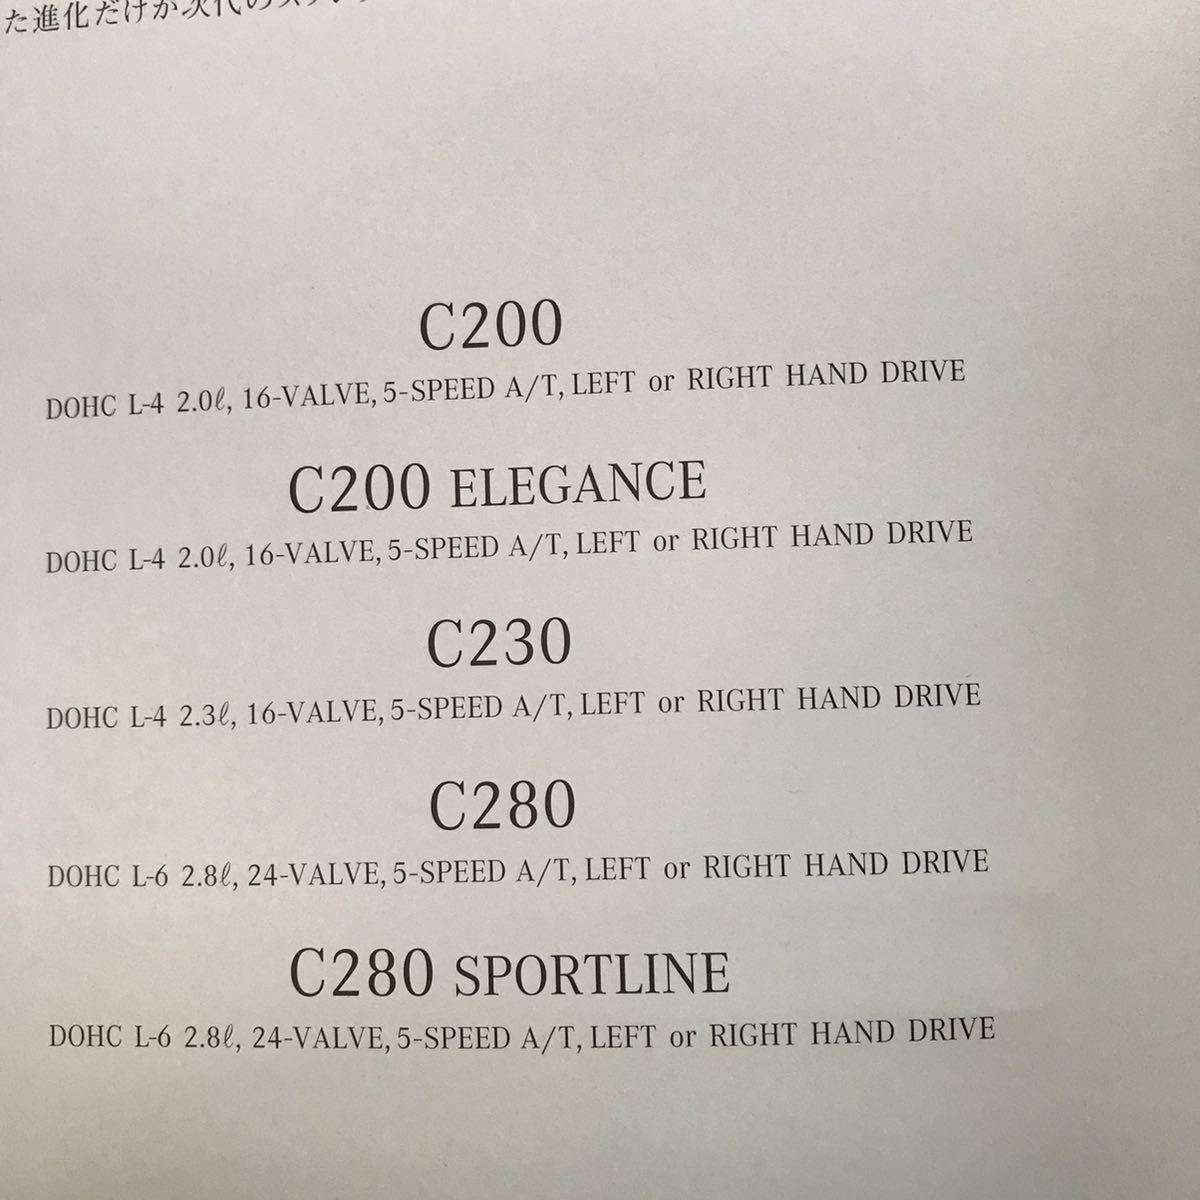 た進化だけが次代のスタン
C200
DOHC L-4 2.0ℓ, 16-VALVE, 5-SPEED A/T, LEFT or RIGHT HAND DRIVE
C200 ELEGANCE
DOHC L-4 2.0ℓ, 16-VALVE, 5-SPEED A/T, LEFT or RIGHT HAND DRIVE
C230
DOHC L-4 2.3ℓ, 16-VALVE, 5-SPEED A/T, LEFT or RIGHT HAND DRIVE
C280
DOHC L-6 2.8ℓ, 24-VALVE, 5-SPEED A/T, LEFT or RIGHT HAND DRIVE
C280 SPORTLINE
DOHC L-6 2.8ℓ, 24-VALVE, 5-SPEED A/T, LEFT or RIGHT HAND DRIVE